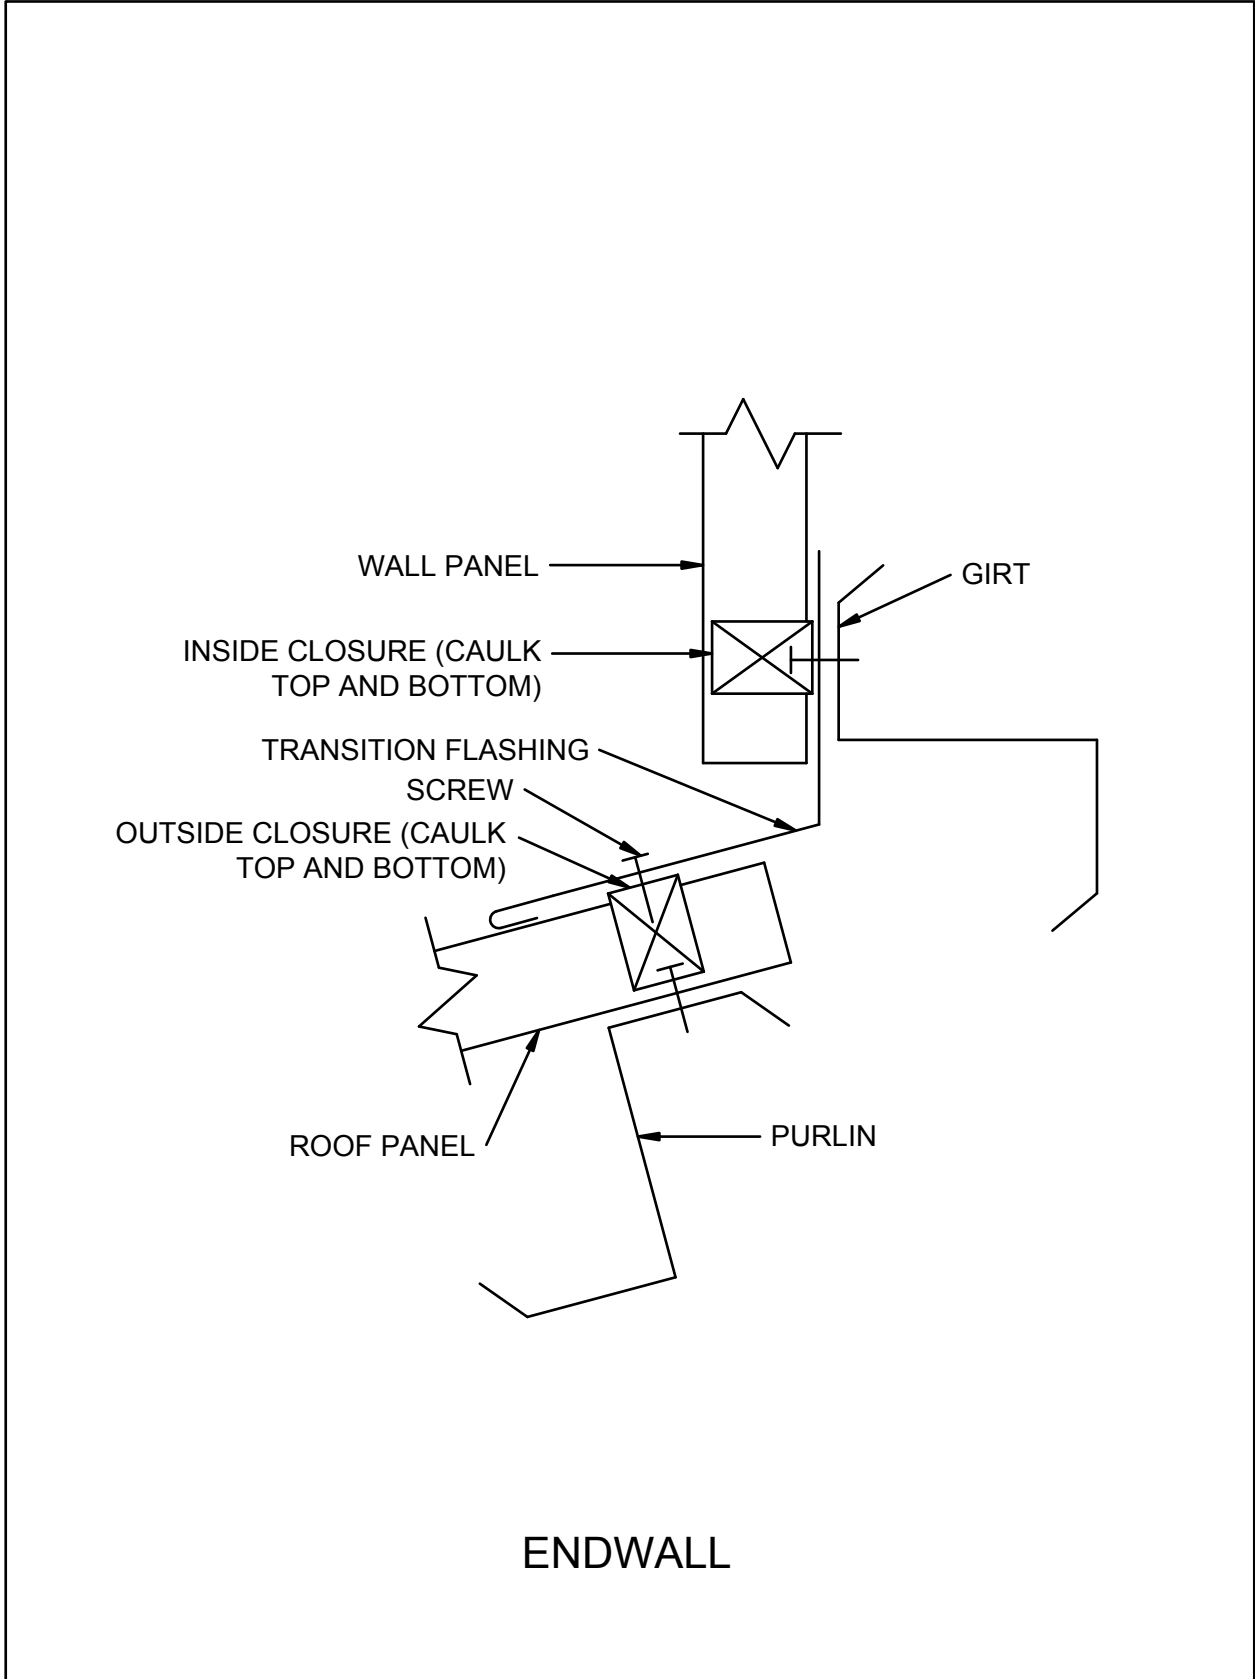 WALL PANEL
GIRT
INSIDE CLOSURE (CAULK
TOP AND BOTTOM)
TRANSITION FLASHING
SCREW
OUTSIDE CLOSURE (CAULK
TOP AND BOTTOM)
ROOF PANEL
PURLIN
ENDWALL